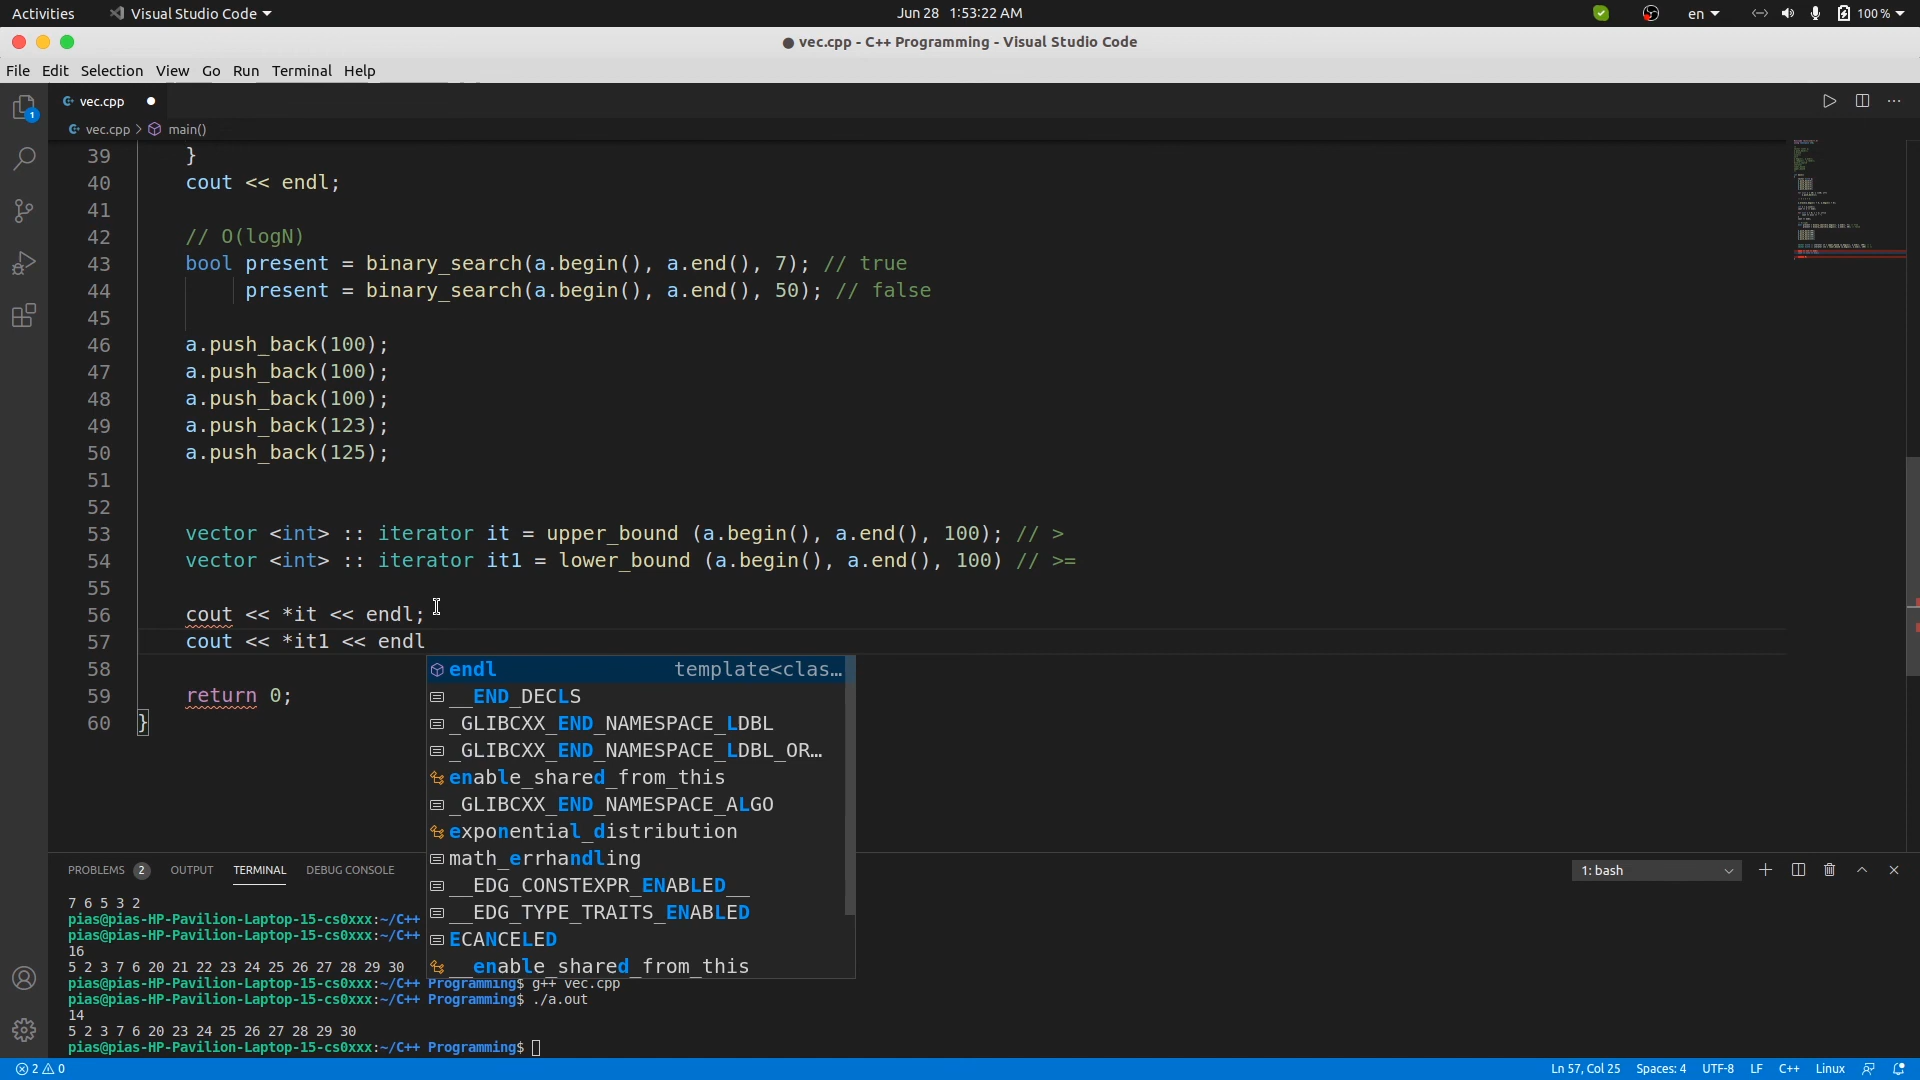 Activities Visual Studio Code Jun 28 1:53:22 AM en 100 %
● vec.cpp - C++ Programming - Visual Studio Code
File Edit Selection View Go Run Terminal Help
vec.cpp
vec.cpp > main()
39 }
40 cout << endl;
41
42 // O(logN)
43 bool present = binary_search(a.begin(), a.end(), 7); // true
44 present = binary_search(a.begin(), a.end(), 50); // false
45
46 a.push_back(100);
47 a.push_back(100);
48 a.push_back(100);
49 a.push_back(123);
50 a.push_back(125);
51
52
53 vector <int> :: iterator it = upper_bound (a.begin(), a.end(), 100); // >
54 vector <int> :: iterator it1 = lower_bound (a.begin(), a.end(), 100) // >=
55
56 cout << *it << endl;
57 cout << *it1 << endl
58
59 return 0;
60 }
endl template<clas…
__END_DECLS
_GLIBCXX_END_NAMESPACE_LDBL
_GLIBCXX_END_NAMESPACE_LDBL_OR…
enable_shared_from_this
_GLIBCXX_END_NAMESPACE_ALGO
exponential_distribution
math_errhandling
__EDG_CONSTEXPR_ENABLED__
__EDG_TYPE_TRAITS_ENABLED
ECANCELED
__enable_shared_from_this
PROBLEMS 2 OUTPUT TERMINAL DEBUG CONSOLE 1: bash
7 6 5 3 2
pias@pias-HP-Pavilion-Laptop-15-cs0xxx:~/C++
pias@pias-HP-Pavilion-Laptop-15-cs0xxx:~/C++
16
5 2 3 7 6 20 21 22 23 24 25 26 27 28 29 30
pias@pias-HP-Pavilion-Laptop-15-cs0xxx:~/C++ Programming$ g++ vec.cpp
pias@pias-HP-Pavilion-Laptop-15-cs0xxx:~/C++ Programming$ ./a.out
14
5 2 3 7 6 20 23 24 25 26 27 28 29 30
pias@pias-HP-Pavilion-Laptop-15-cs0xxx:~/C++ Programming$
2 0 Ln 57, Col 25 Spaces: 4 UTF-8 LF C++ Linux